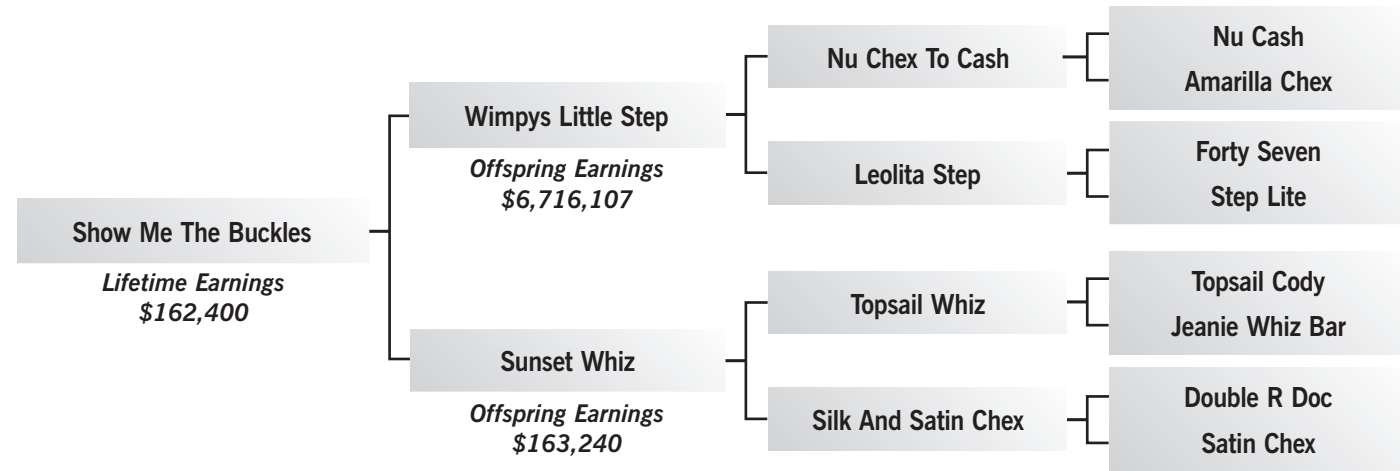 Show Me The Buckles
Lifetime Earnings
$162,400
Wimpys Little Step
Offspring Earnings
$6,716,107
Sunset Whiz
Offspring Earnings
$163,240
Nu Chex To Cash
Leolita Step
Topsail Whiz
Silk And Satin Chex
Nu Cash
Amarilla Chex
Forty Seven
Step Lite
Topsail Cody
Jeanie Whiz Bar
Double R Doc
Satin Chex